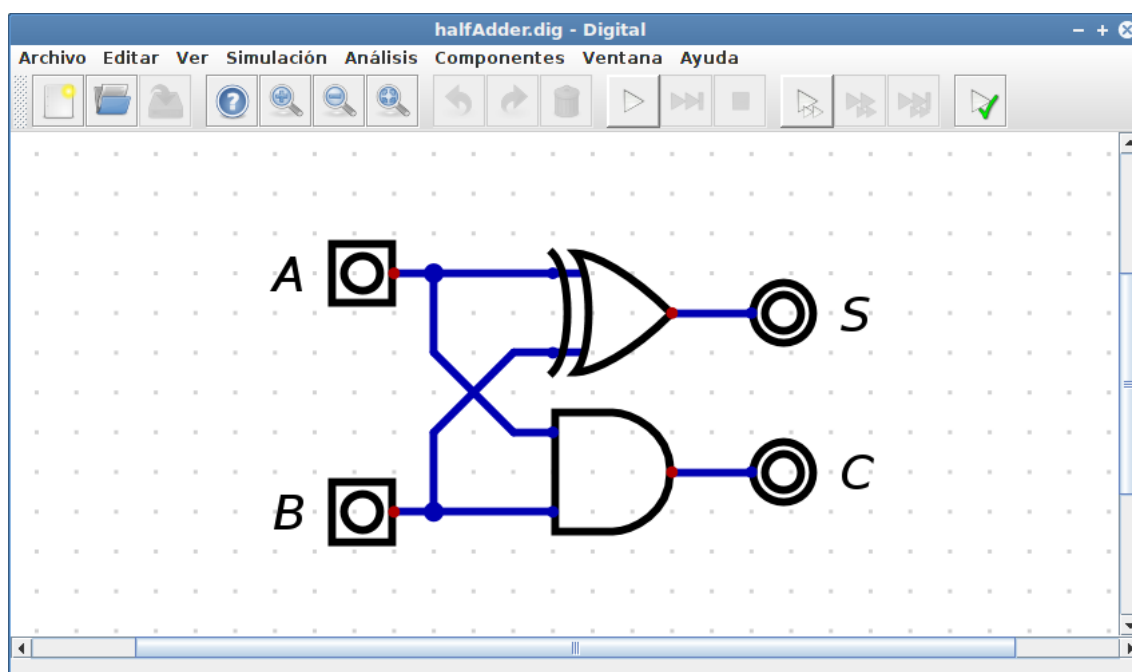 halfAdder.dig - Digital
Archivo Editar Ver Simulación Análisis Componentes Ventana Ayuda
A
S
B
C